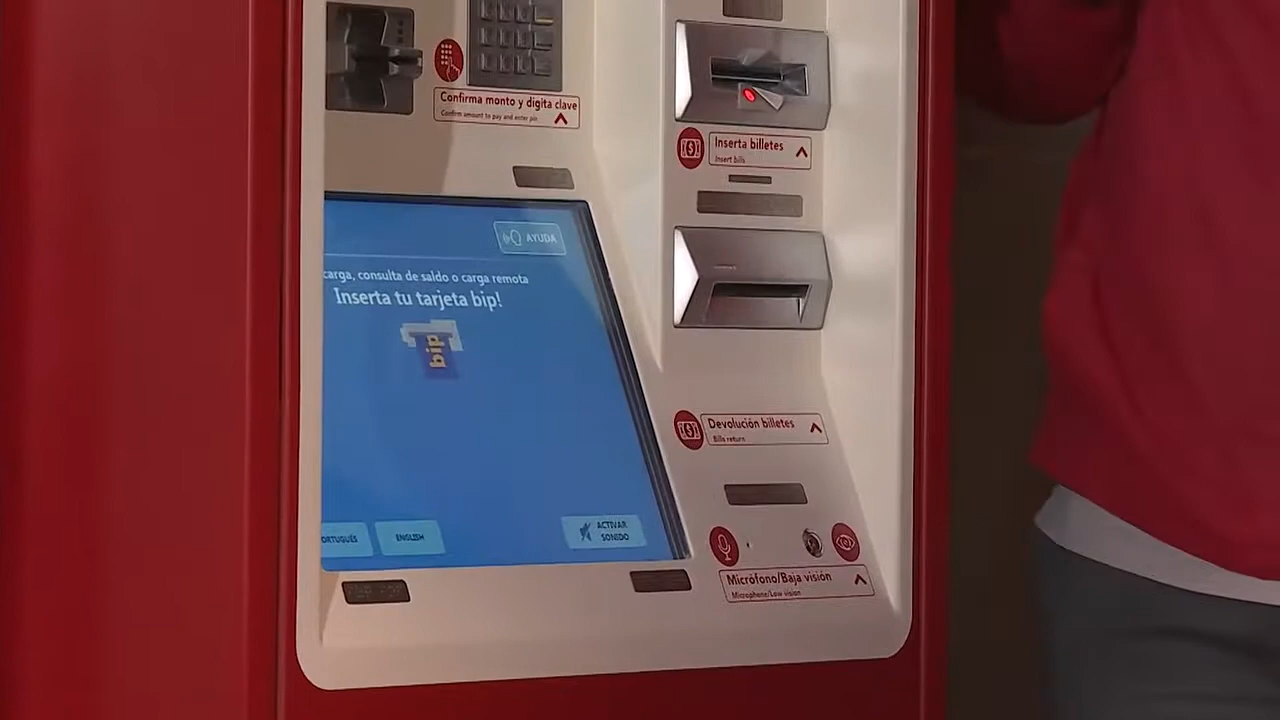 Confirma monto y digita clave
Confirm amount to pay and enter pin
Inserta billetes
Insert bills
AYUDA
carga, consulta de saldo o carga remota
Inserta tu tarjeta bip!
bip
Devolución billetes
Bills return
ORTUGUÊS
ENGLISH
ACTIVAR
SONIDO
Micrófono/Baja visión
Microphone/Low vision